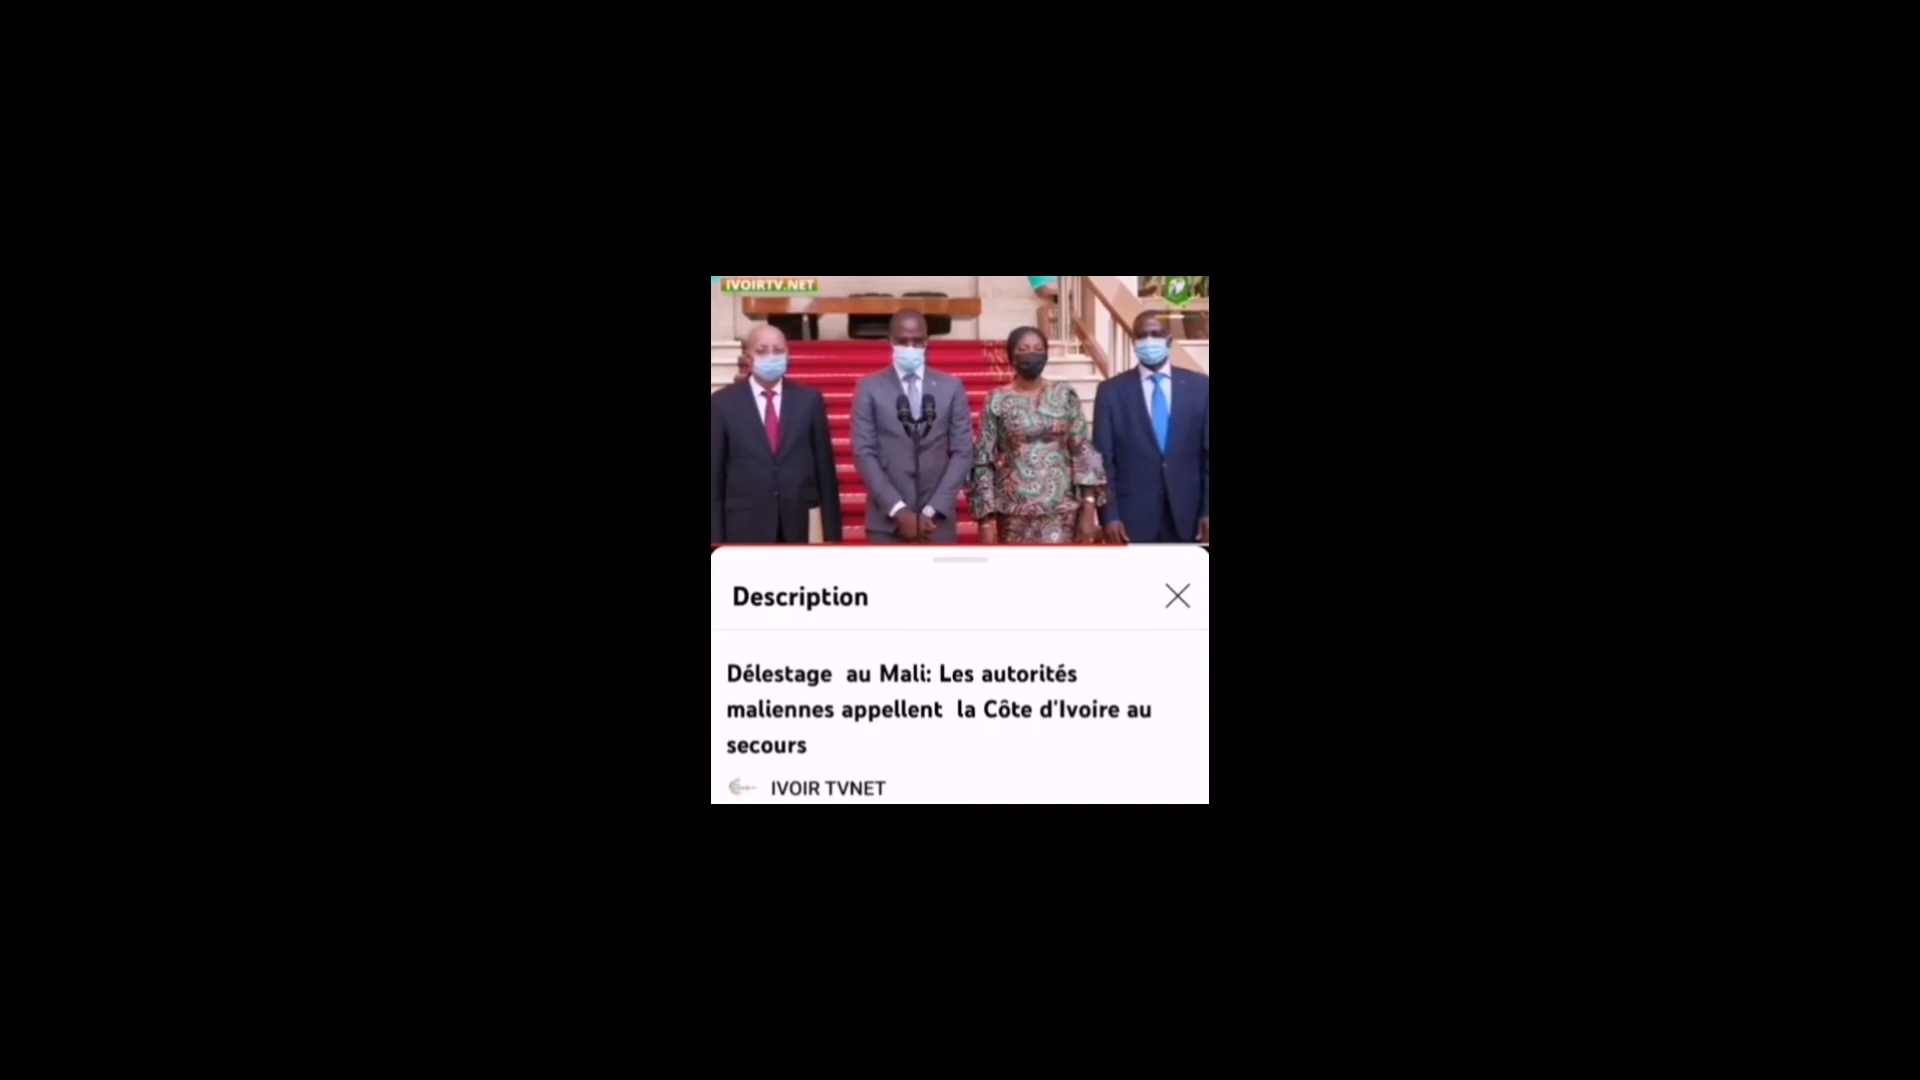 IVOIRTV.NET
Description
Délestage au Mali: Les autorités
maliennes appellent la Côte d'Ivoire au
secours
IVOIR TVNET